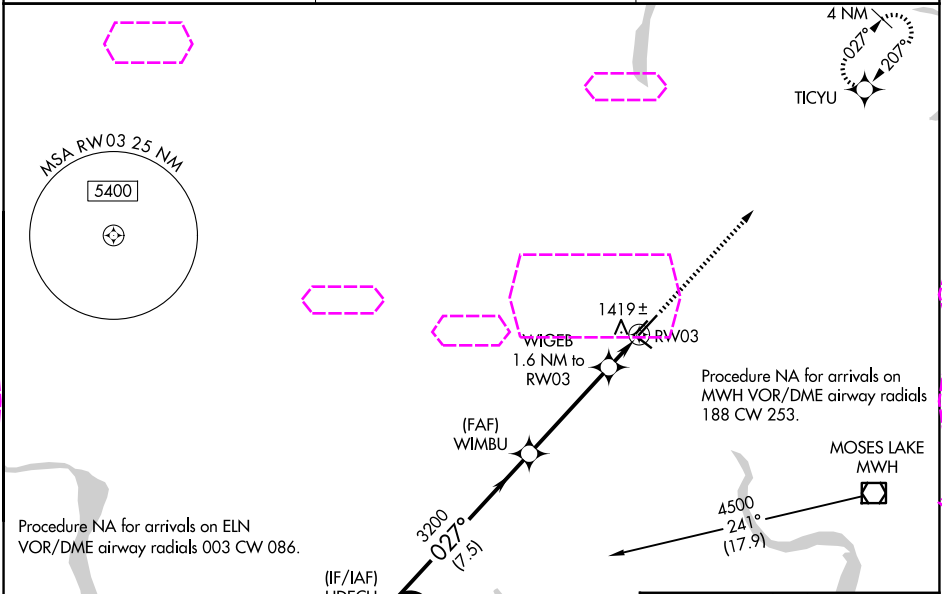 4 NM
027°
207°
TICYU
MSA RW03 25 NM
5400
1419 ±
RW03
WIGEB
1.6 NM to
RW03
Procedure NA for arrivals on
MWH VOR/DME airway radials
188 CW 253.
(FAF)
WIMBU
MOSES LAKE
MWH
4500
241°
(17.9)
3200
027°
(7.5)
Procedure NA for arrivals on ELN
VOR/DME airway radials 003 CW 086.
(IF/IAF)